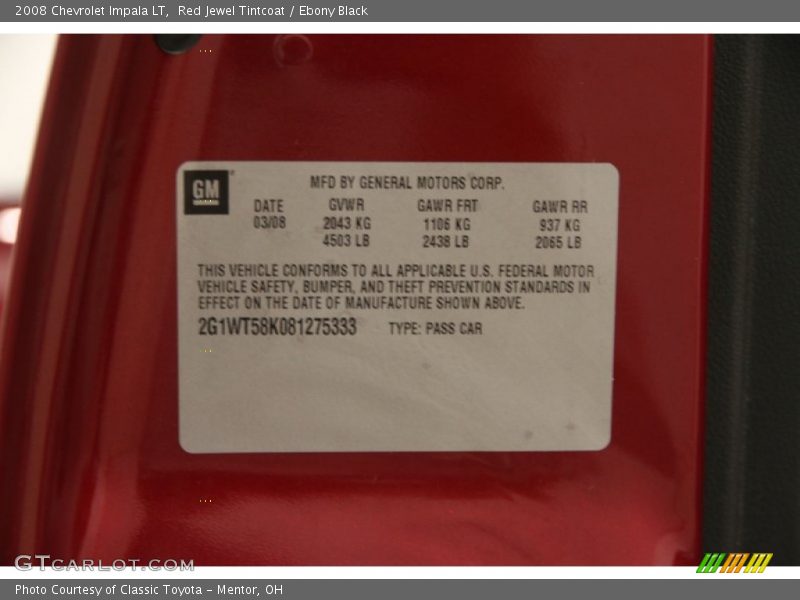 2008 Chevrolet Impala LT, Red Jewel Tintcoat / Ebony Black
GM
MFD BY GENERAL MOTORS CORP.
DATE GVWR GAWR FRT GAWR RR
03/08 2043 KG 1106 KG 937 KG
4503 LB 2438 LB 2065 LB
THIS VEHICLE CONFORMS TO ALL APPLICABLE U.S. FEDERAL MOTOR
VEHICLE SAFETY, BUMPER, AND THEFT PREVENTION STANDARDS IN
EFFECT ON THE DATE OF MANUFACTURE SHOWN ABOVE.
2G1WT58K081275333 TYPE: PASS CAR
GTCARLOT.COM
Photo Courtesy of Classic Toyota - Mentor, OH